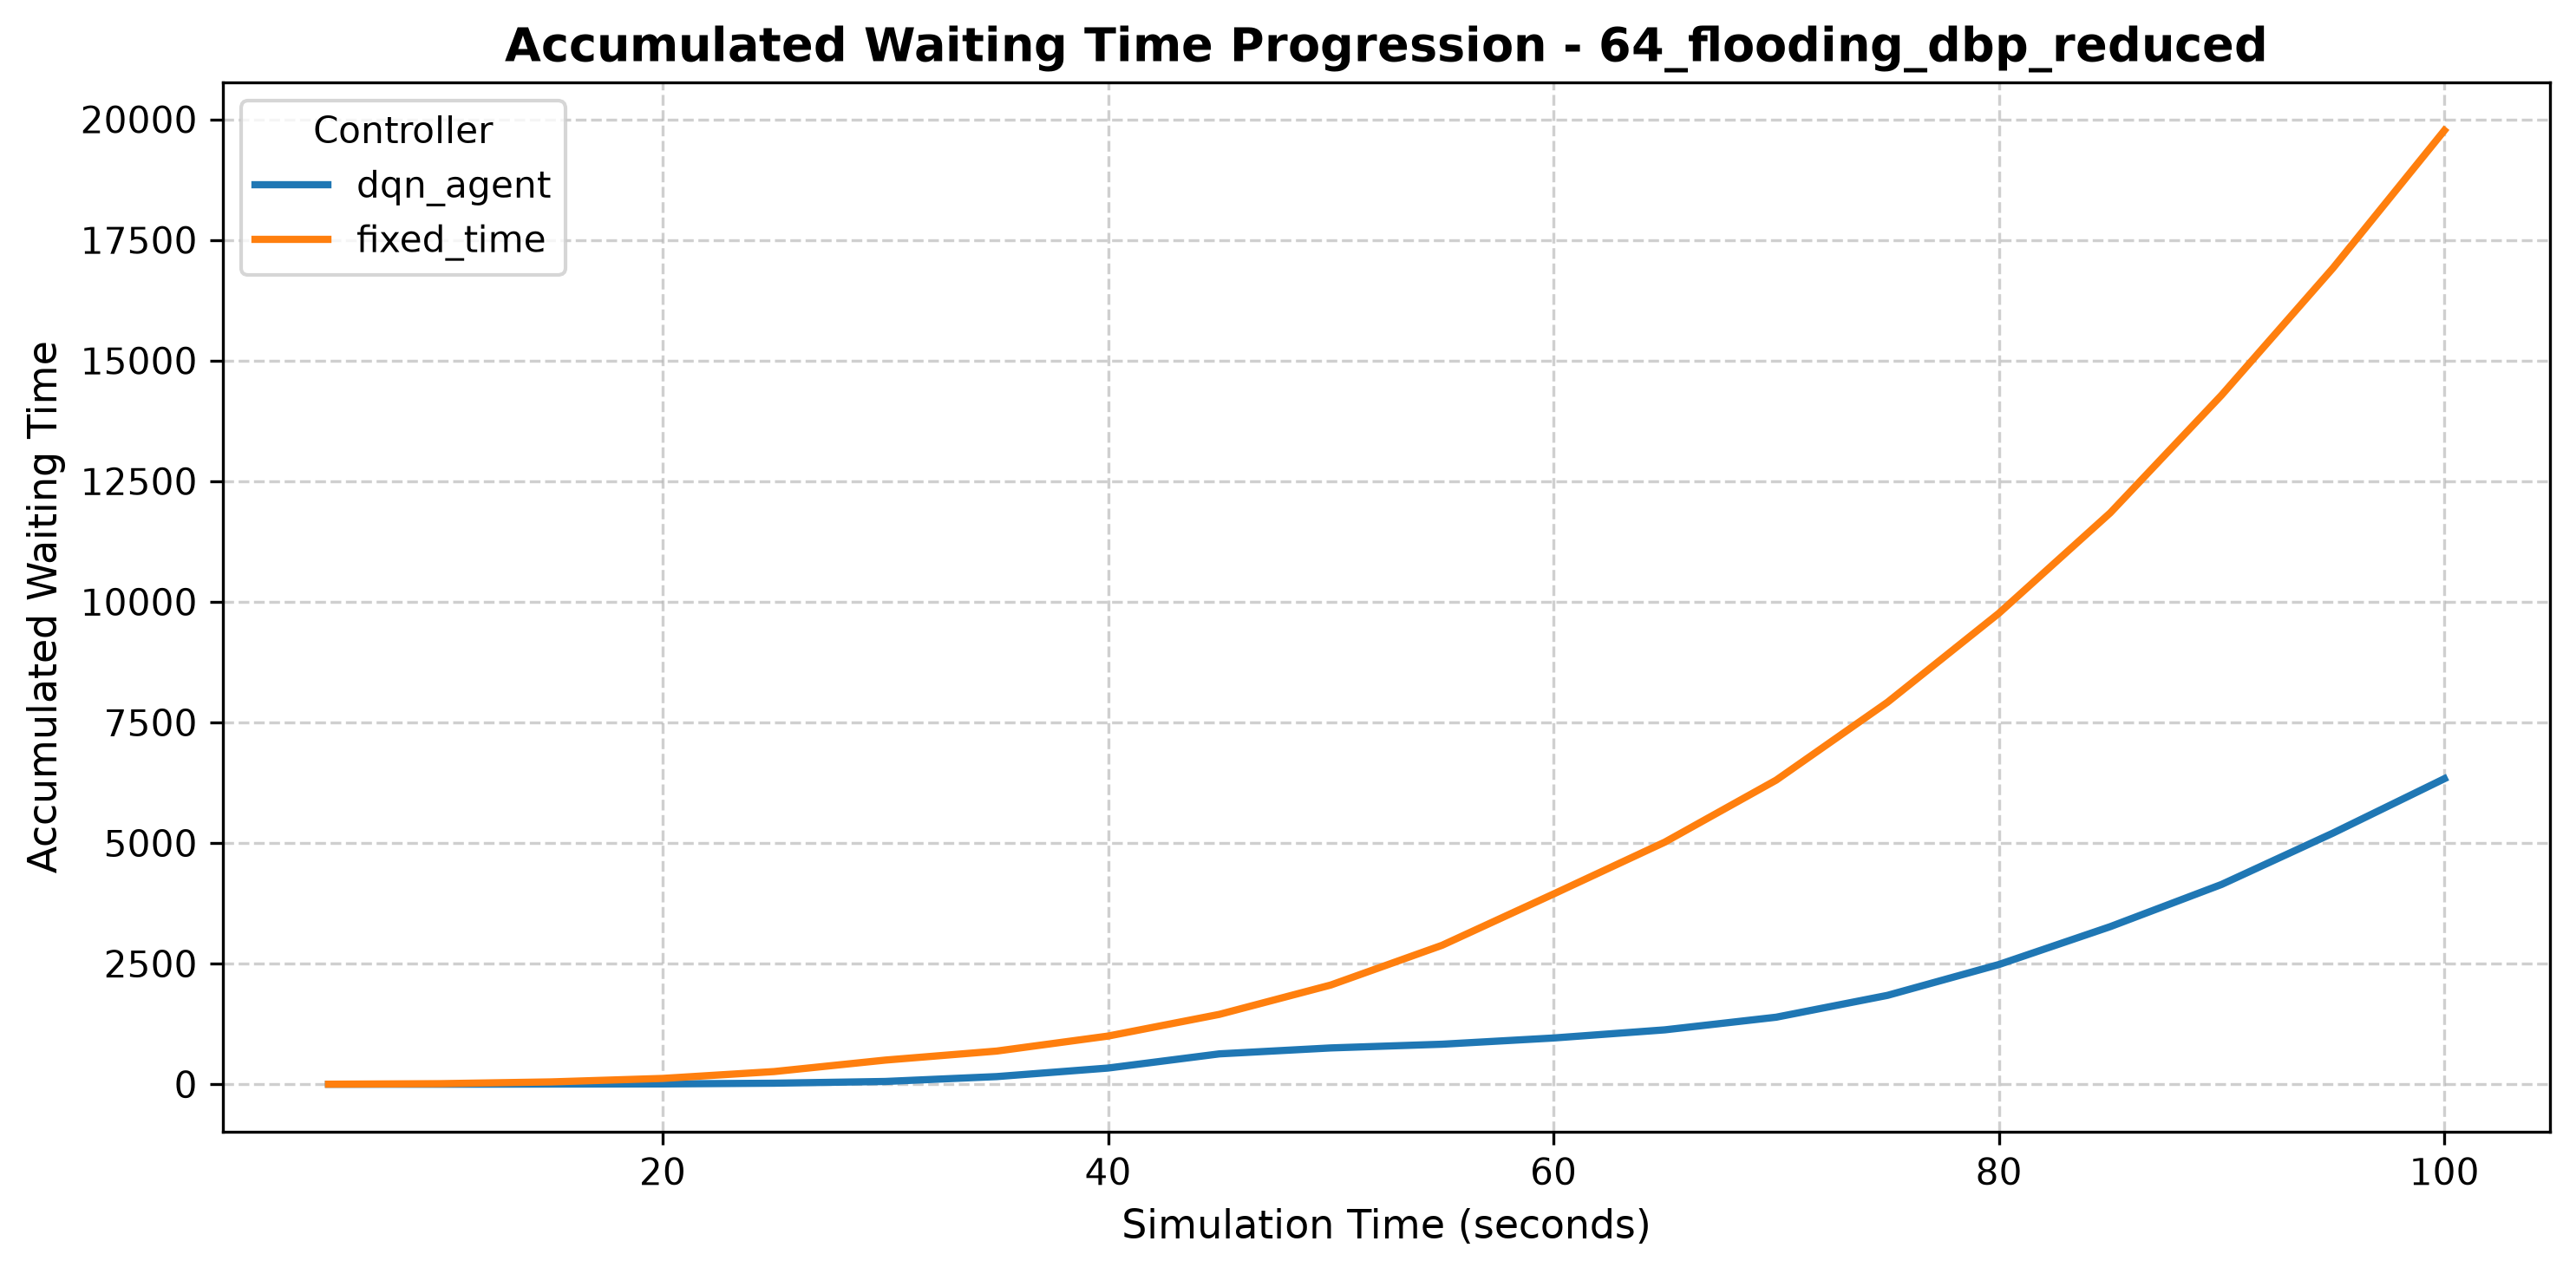 Accumulated Waiting Time Progression - 64_flooding_dbp_reduced
Controller
dqn_agent
fixed_time
Accumulated Waiting Time
20000
17500
15000
12500
10000
7500
5000
2500
0
20
40
60
80
100
Simulation Time (seconds)